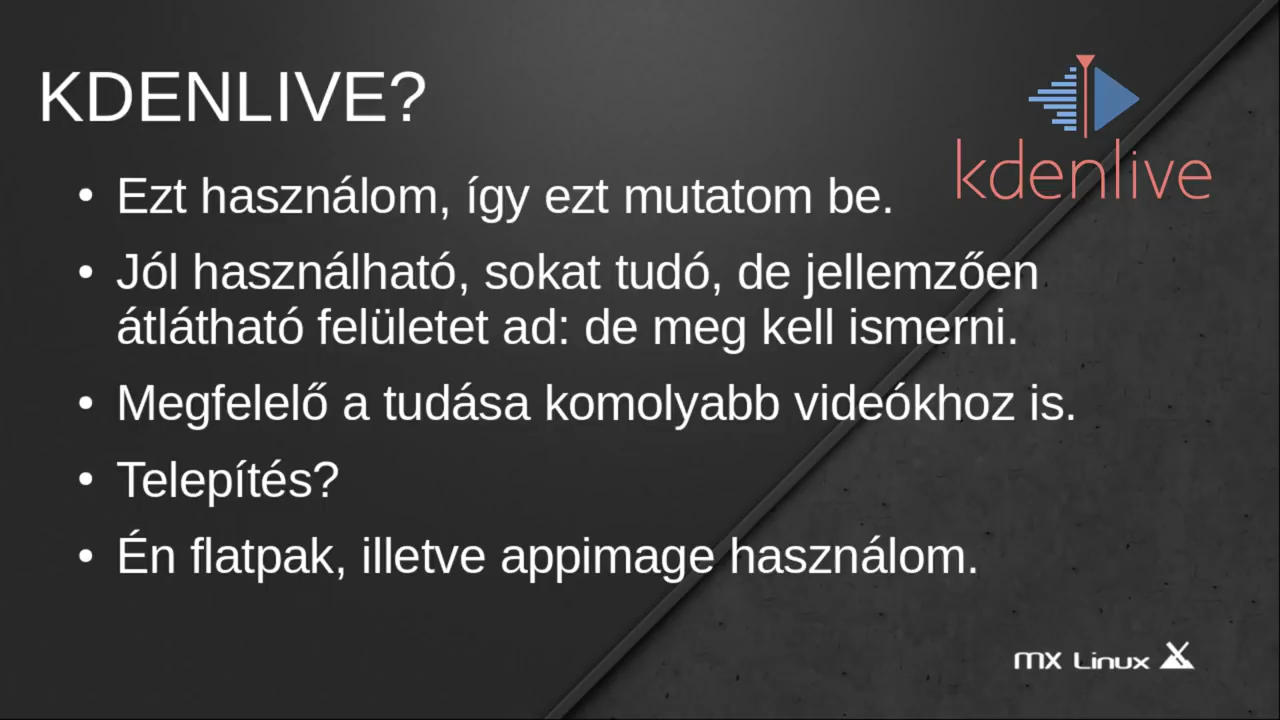 KDENLIVE?
kdenlive
• Ezt használom, így ezt mutatom be.
• Jól használható, sokat tudó, de jellemzően
átlátható felületet ad: de meg kell ismerni.
• Megfelelő a tudása komolyabb videókhoz is.
• Telepítés?
• Én flatpak, illetve appimage használom.
MX Linux